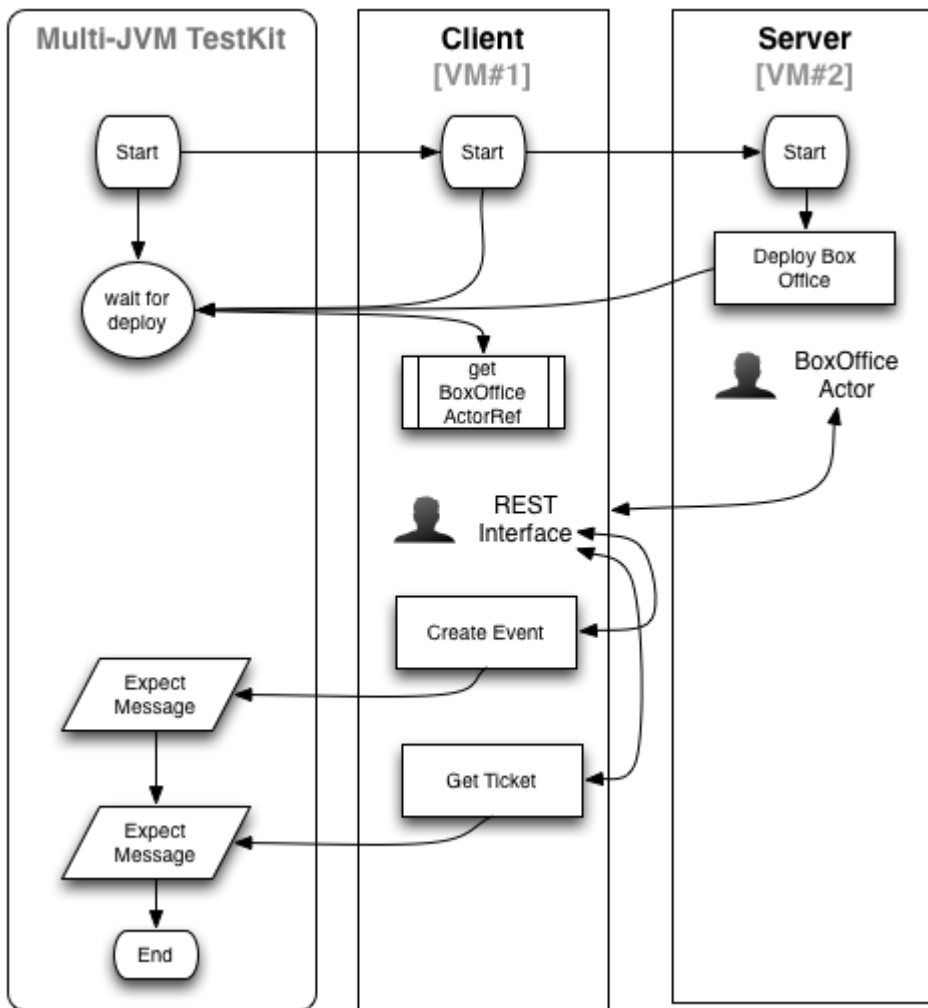 Multi-JVM TestKit
Client
[VM#1]
Server
[VM#2]
Start
Start
Start
wait for
deploy
Deploy Box
Office
get
BoxOffice
ActorRef
BoxOffice
Actor
REST
Interface
Create Event
Expect
Message
Get Ticket
Expect
Message
End